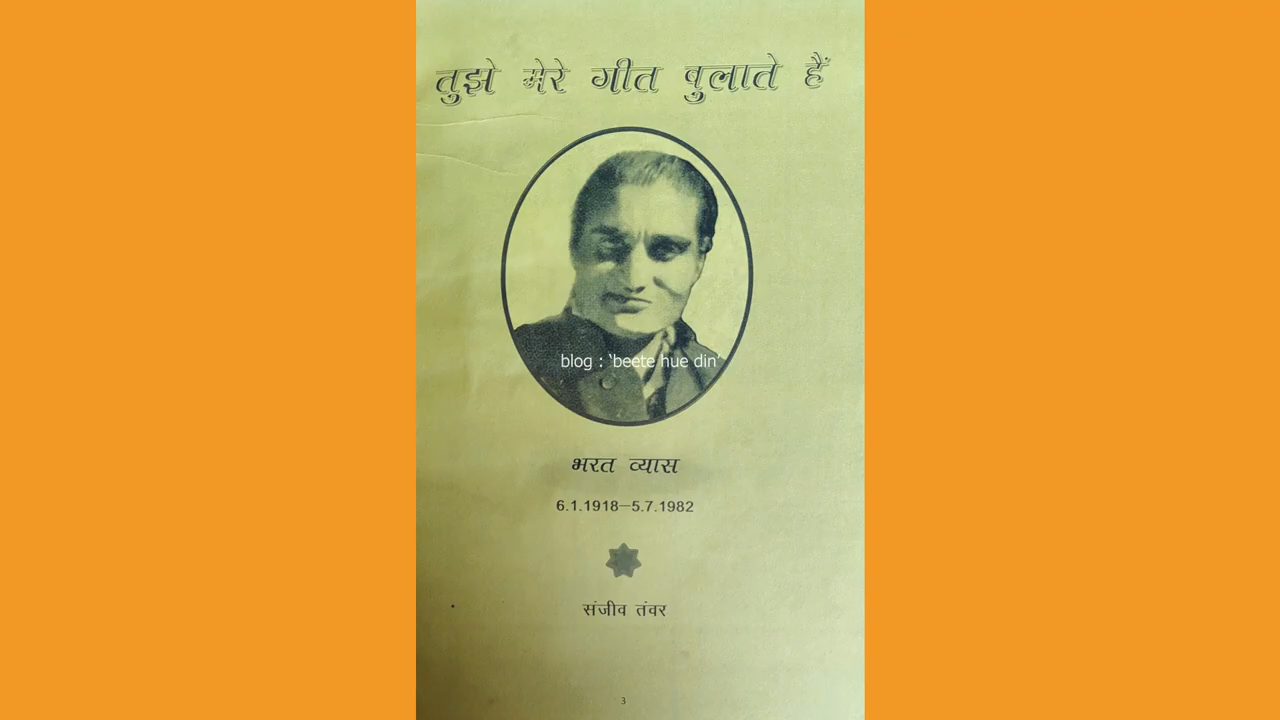 तुझे मेरे गीत बुलाते हैं
blog : ‘beete hue din’
भरत व्यास
6.1.1918—5.7.1982
संजीव तंवर
3